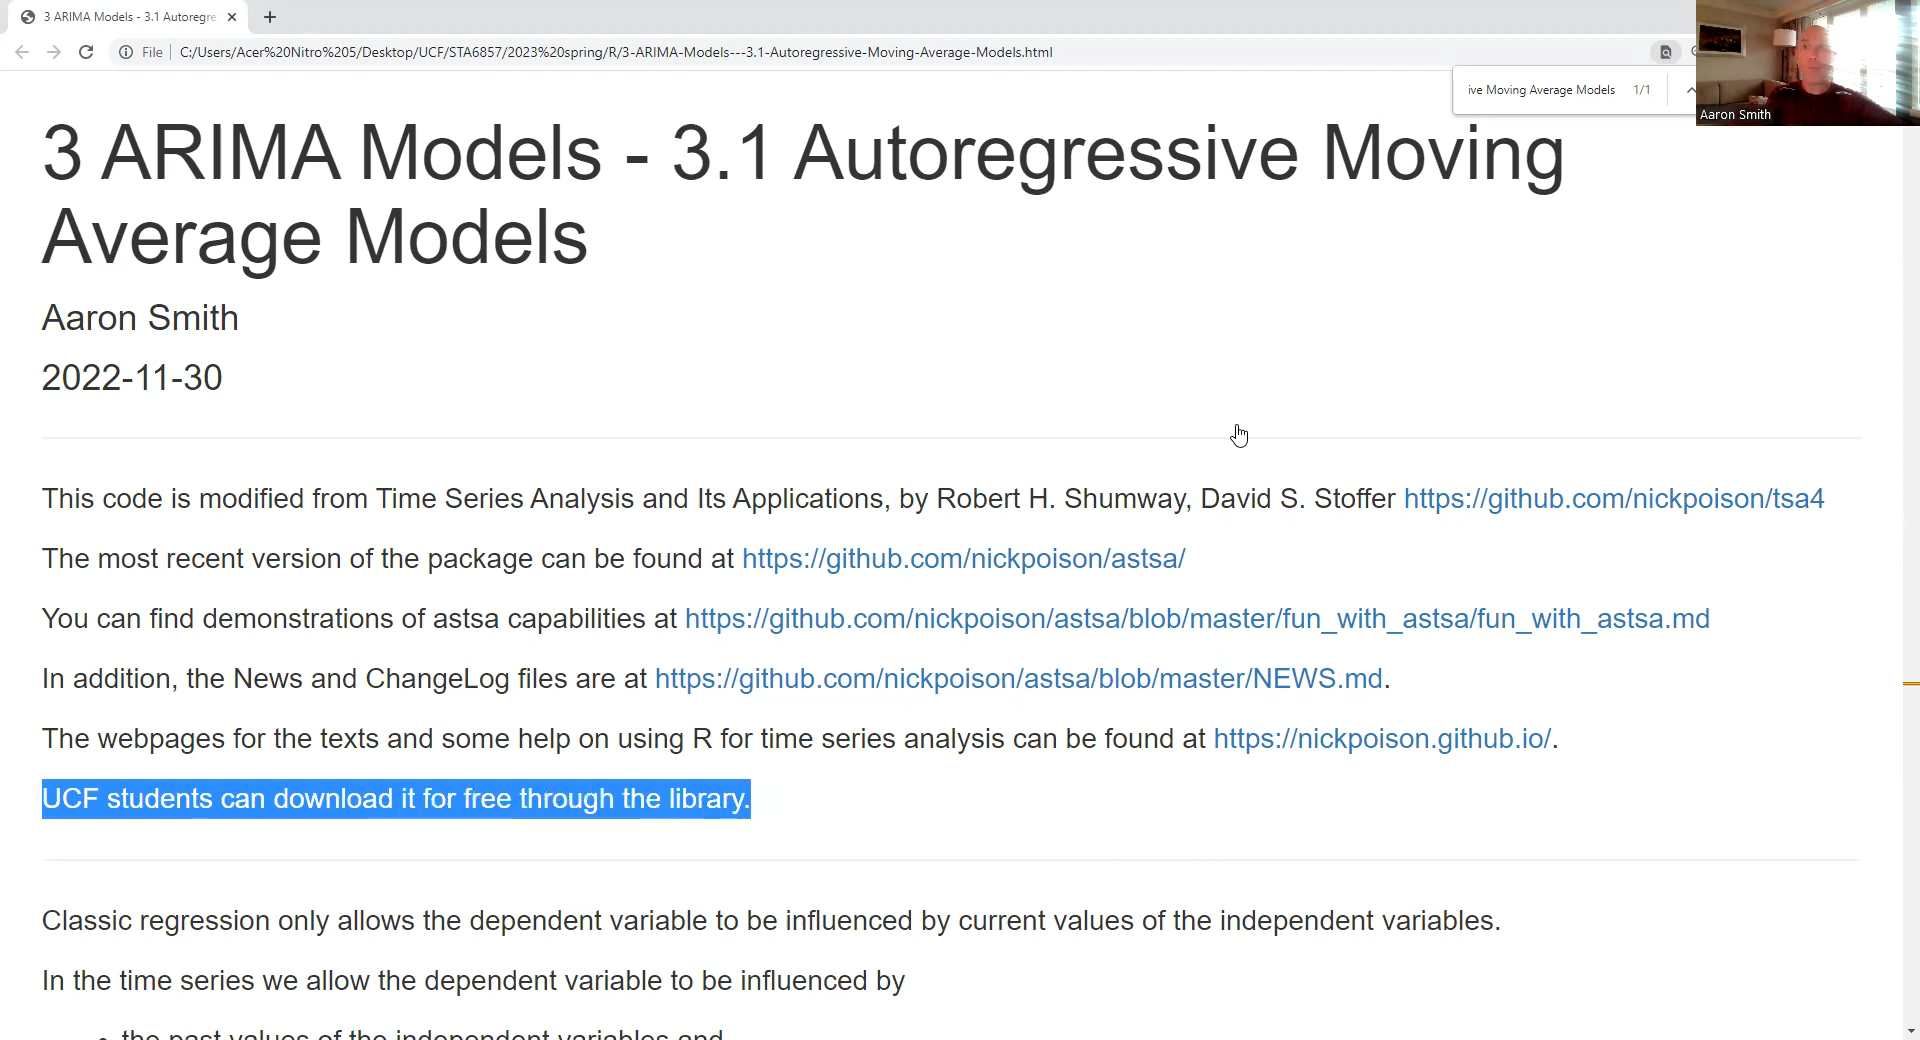 3 ARIMA Models - 3.1 Autoregre
File
C:/Users/Acer%20Nitro%205/Desktop/UCF/STA6857/2023%20spring/R/3-ARIMA-Models---3.1-Autoregressive-Moving-Average-Models.html
ive Moving Average Models 1/1
Aaron Smith
3 ARIMA Models - 3.1 Autoregressive Moving
Average Models
Aaron Smith
2022-11-30
This code is modified from Time Series Analysis and Its Applications, by Robert H. Shumway, David S. Stoffer https://github.com/nickpoison/tsa4
The most recent version of the package can be found at https://github.com/nickpoison/astsa/
You can find demonstrations of astsa capabilities at https://github.com/nickpoison/astsa/blob/master/fun_with_astsa/fun_with_astsa.md
In addition, the News and ChangeLog files are at https://github.com/nickpoison/astsa/blob/master/NEWS.md.
The webpages for the texts and some help on using R for time series analysis can be found at https://nickpoison.github.io/.
UCF students can download it for free through the library.
Classic regression only allows the dependent variable to be influenced by current values of the independent variables.
In the time series we allow the dependent variable to be influenced by
• the past values of the independent variables and